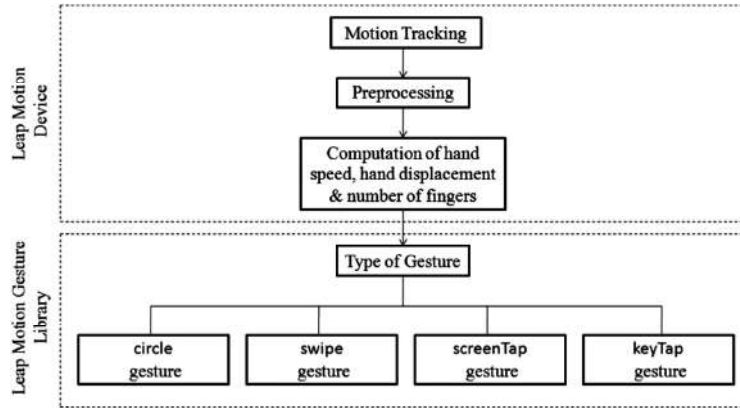 Leap Motion
Device
Motion Tracking
Preprocessing
Computation of hand
speed, hand displacement
& number of fingers
Leap Motion Gesture
Library
Type of Gesture
circle
gesture
swipe
gesture
screenTap
gesture
keyTap
gesture